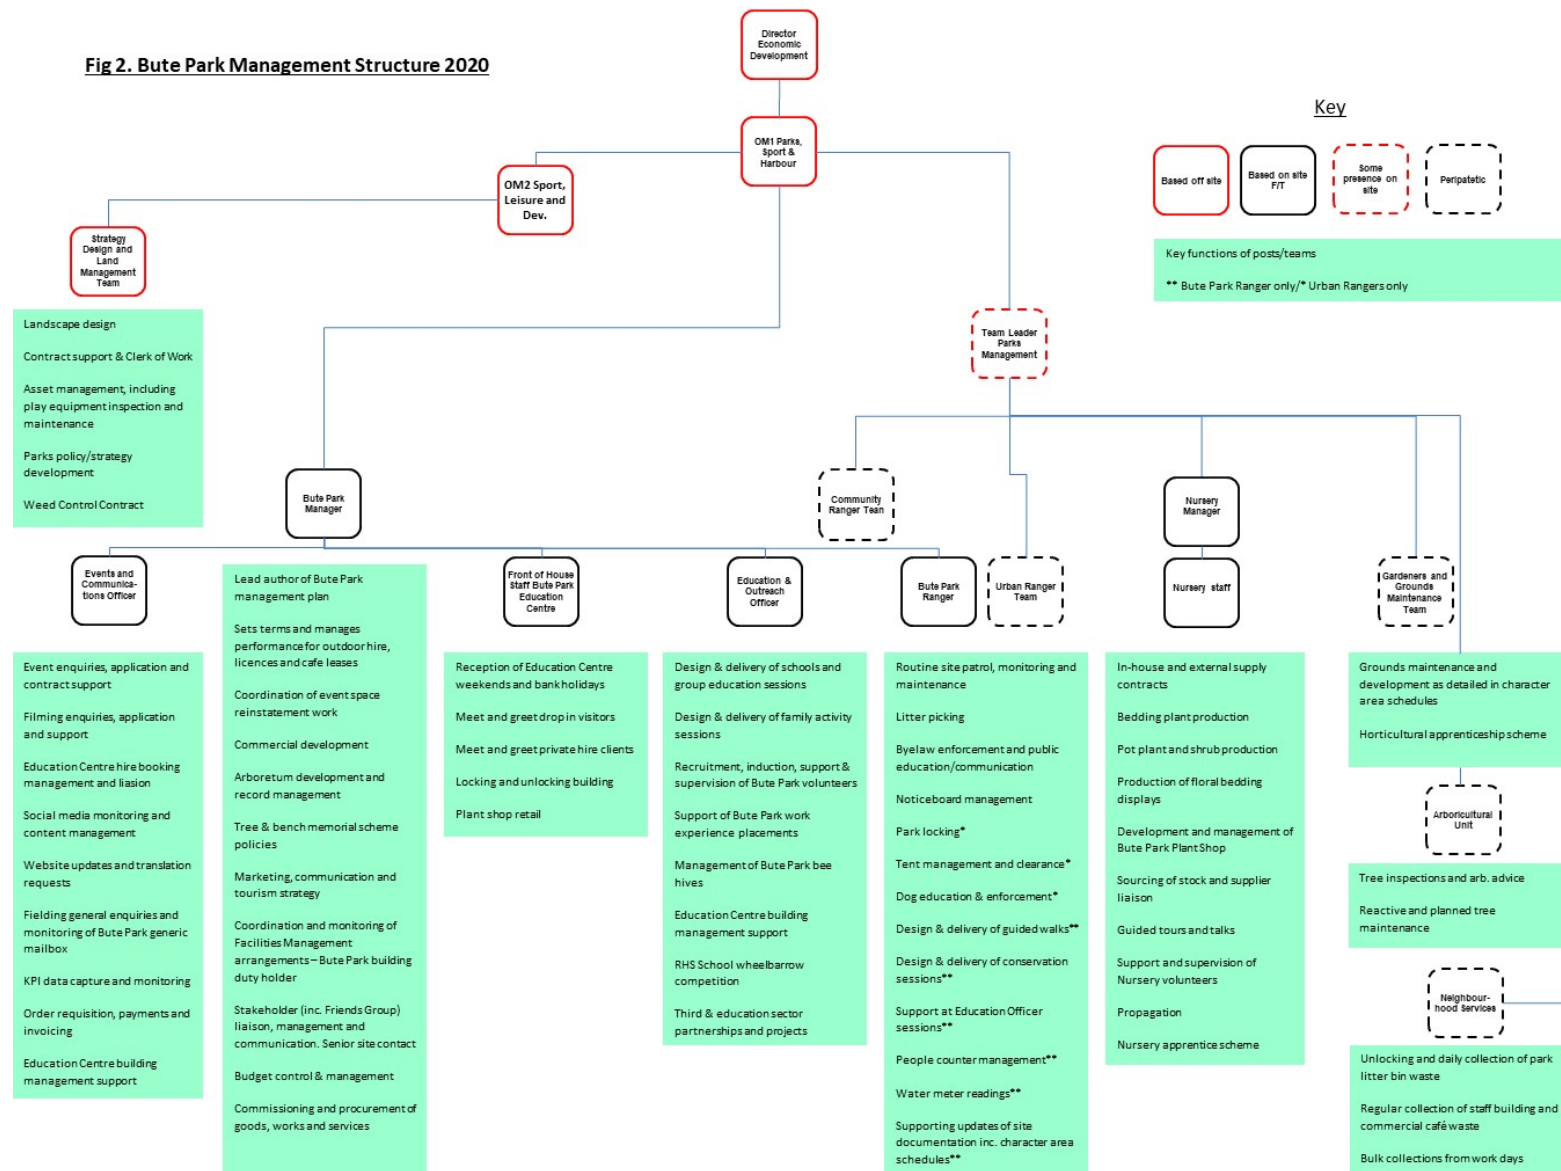 Fig 2. Bute Park Management Structure 2020
Director
Economic
Development
OM1 Parks,
Sport &
Harbour
OM2 Sport,
Leisure and
Dev.
Strategy
Design and
Land
Management
Team
Key
Based off site
Based on site
F/T
Some
presence on
site
Peripatetic
Key functions of posts/teams
** Bute Park Ranger only/* Urban Rangers only
Landscape design
Contract support & Clerk of Work
Asset management, including
play equipment inspection and
maintenance
Parks policy/strategy
development
Weed Control Contract
Team Leader
Parks
Management
Bute Park
Manager
Community
Ranger Tean
Nursery
Manager
Events and
Communica-
tions Officer
Front of House
Staff Bute Park
Education
Centre
Education &
Outreach
Officer
Bute Park
Ranger
Urban Ranger
Team
Nursery staff
Gardeners and
Grounds
Maintenance
Team
Event enquiries, application and
contract support
Filming enquiries, application
and support
Education Centre hire booking
management and liasion
Social media monitoring and
content management
Website updates and translation
requests
Fielding general enquiries and
monitoring of Bute Park generic
mailbox
KPI data capture and monitoring
Order requisition, payments and
invoicing
Education Centre building
management support
Lead author of Bute Park
management plan
Sets terms and manages
performance for outdoor hire,
licences and cafe leases
Coordination of event space
reinstatement work
Commercial development
Arboretum development and
record management
Tree & bench memorial scheme
policies
Marketing, communication and
tourism strategy
Coordination and monitoring of
Facilities Management
arrangements – Bute Park building
duty holder
Stakeholder (inc. Friends Group)
liaison, management and
communication. Senior site contact
Budget control & management
Commissioning and procurement of
goods, works and services
Reception of Education Centre
weekends and bank holidays
Meet and greet drop in visitors
Meet and greet private hire clients
Locking and unlocking building
Plant shop retail
Design & delivery of schools and
group education sessions
Design & delivery of family activity
sessions
Recruitment, induction, support &
supervision of Bute Park volunteers
Support of Bute Park work
experience placements
Management of Bute Park bee
hives
Education Centre building
management support
RHS School wheelbarrow
competition
Third & education sector
partnerships and projects
Routine site patrol, monitoring and
maintenance
Litter picking
Byelaw enforcement and public
education/communication
Noticeboard management
Park locking*
Tent management and clearance*
Dog education & enforcement*
Design & delivery of guided walks**
Design & delivery of conservation
sessions**
Support at Education Officer
sessions**
People counter management**
Water meter readings**
Supporting updates of site
documentation inc. character area
schedules**
In-house and external supply
contracts
Bedding plant production
Pot plant and shrub production
Production of floral bedding
displays
Development and management of
Bute Park Plant Shop
Sourcing of stock and supplier
liaison
Guided tours and talks
Support and supervision of
Nursery volunteers
Propagation
Nursery apprentice scheme
Grounds maintenance and
development as detailed in character
area schedules
Horticultural apprenticeship scheme
Arboricultural
Unit
Tree inspections and arb. advice
Reactive and planned tree
maintenance
Neighbour-
hood Services
Unlocking and daily collection of park
litter bin waste
Regular collection of staff building and
commercial café waste
Bulk collections from work days